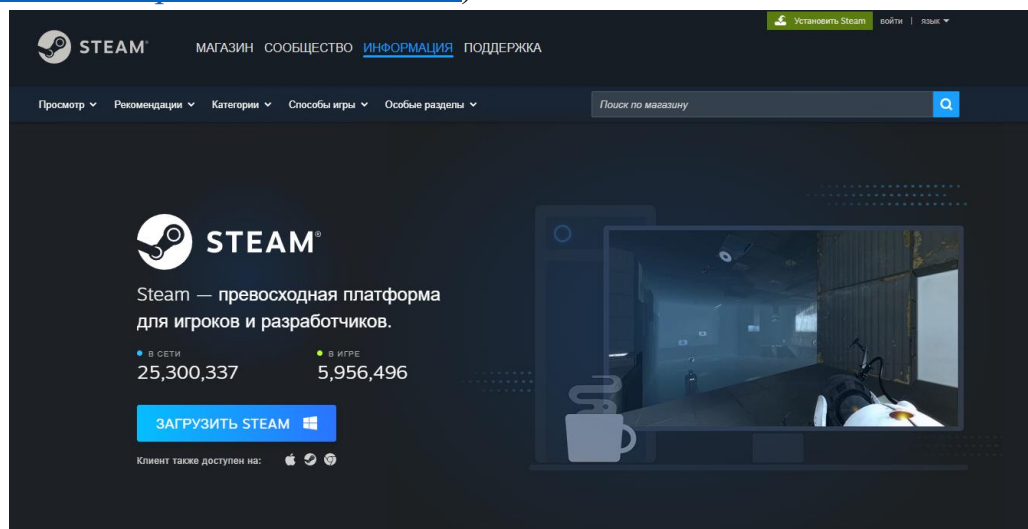 Установить Steam войти | язык
STEAM® МАГАЗИН СООБЩЕСТВО ИНФОРМАЦИЯ ПОДДЕРЖКА
Просмотр Рекомендации Категории Способы игры Особые разделы Поиск по магазину
STEAM®
Steam — превосходная платформа
для игроков и разработчиков.
В СЕТИ В ИГРЕ
25,300,337 5,956,496
ЗАГРУЗИТЬ STEAM
Клиент также доступен на: